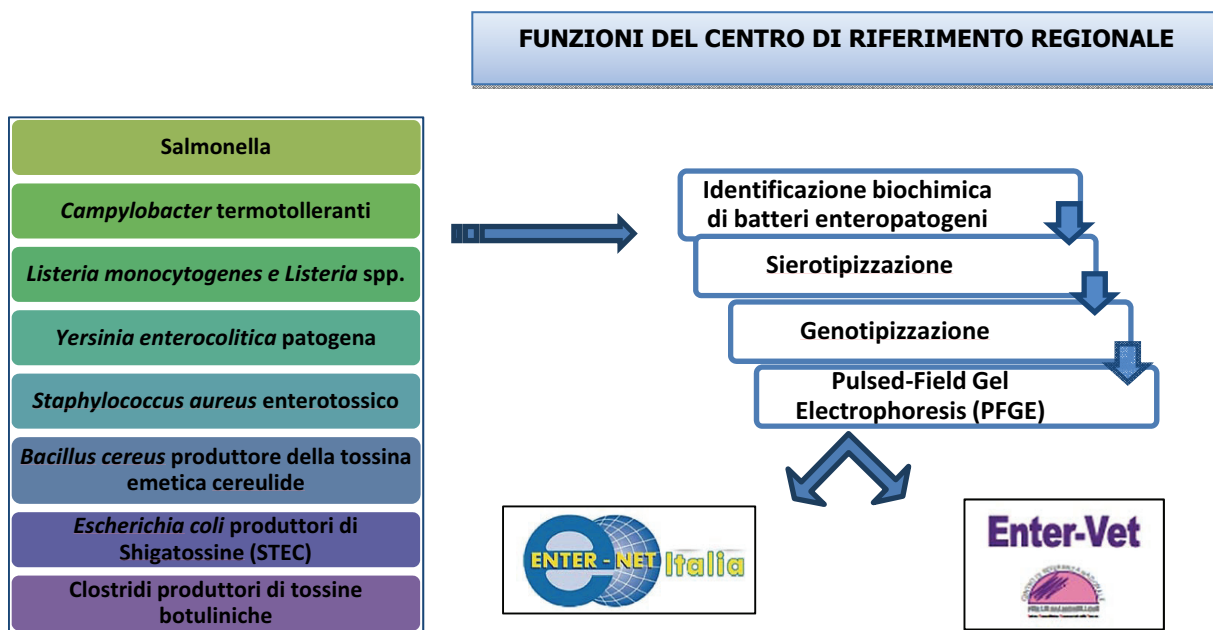 FUNZIONI DEL CENTRO DI RIFERIMENTO REGIONALE
Salmonella
Campylobacter termotolleranti
Listeria monocytogenes e Listeria spp.
Yersinia enterocolitica patogena
Staphylococcus aureus enterotossico
Bacillus cereus produttore della tossina
emetica cereulide
Escherichia coli produttori di
Shigatossine (STEC)
Clostridi produttori di tossine
botuliniche
Identificazione biochimica
di batteri enteropatogeni
Sierotipizzazione
Genotipizzazione
Pulsed-Field Gel
Electrophoresis (PFGE)
ENTER - NET Italia
Enter-Vet